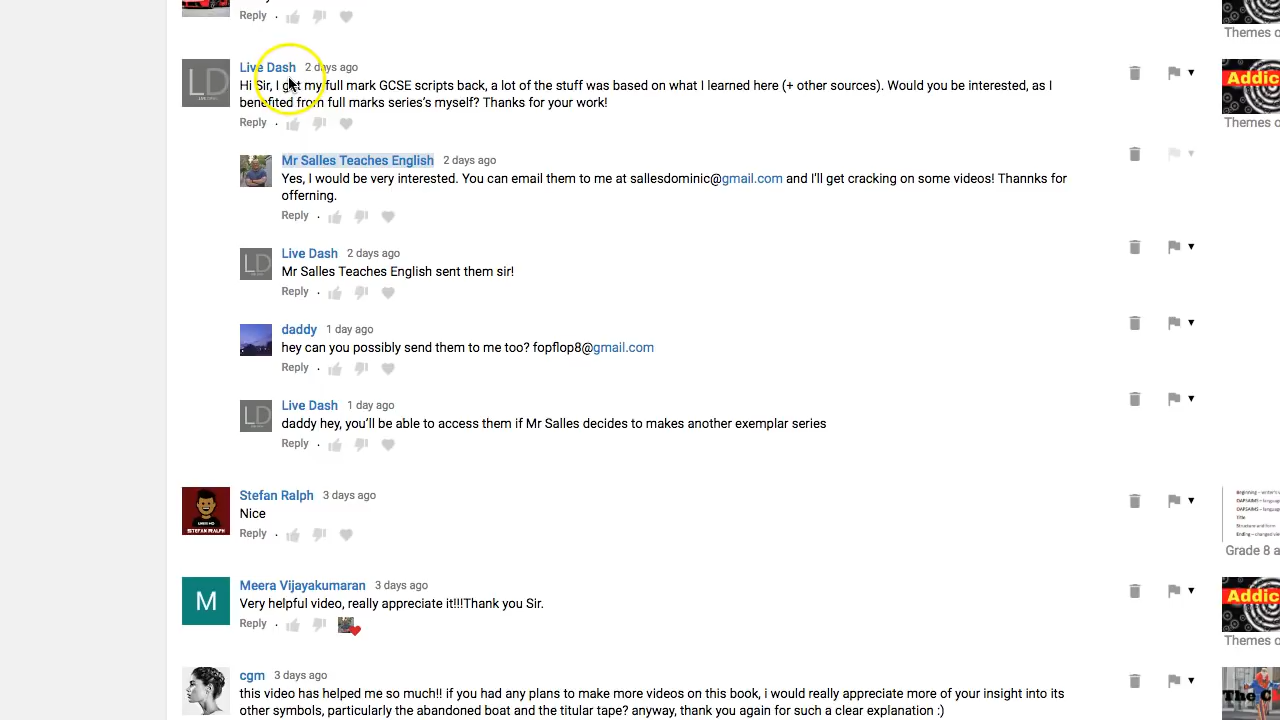 Reply .
Themes o
LD
Live Dash 2 days ago
Hi Sir, I got my full mark GCSE scripts back, a lot of the stuff was based on what I learned here (+ other sources). Would you be interested, as I
benefited from full mark series's myself? Thanks for your work!
Reply .
Addic
Themes o
Mr Salles Teaches English 2 days ago
Yes, I would be very interested. You can email them to me at sallesdominic@gmail.com and I'll get cracking on some videos! Thannks for
offerning.
Reply .
LD
Live Dash 2 days ago
Mr Salles Teaches English sent them sir!
Reply .
daddy 1 day ago
hey can you possibly send them to me too? fopflop8@gmail.com
Reply .
LD
Live Dash 1 day ago
daddy hey, you'll be able to access them if Mr Salles decides to makes another exemplar series
Reply .
STEFAN RALPH
Stefan Ralph 3 days ago
Nice
Reply .
Title
Structure and form
Grade 8 a
M
Meera Vijayakumaran 3 days ago
Very helpful video, really appreciate it!!!Thank you Sir.
Reply .
Addic
Themes o
cgm 3 days ago
this video has helped me so much!! if you had any plans to make more videos on this book, i would really appreciate more of your insight into its
other symbols, particularly the abandoned boat and the titular tape? anyway, thank you again for such a clear explanation :)
The C